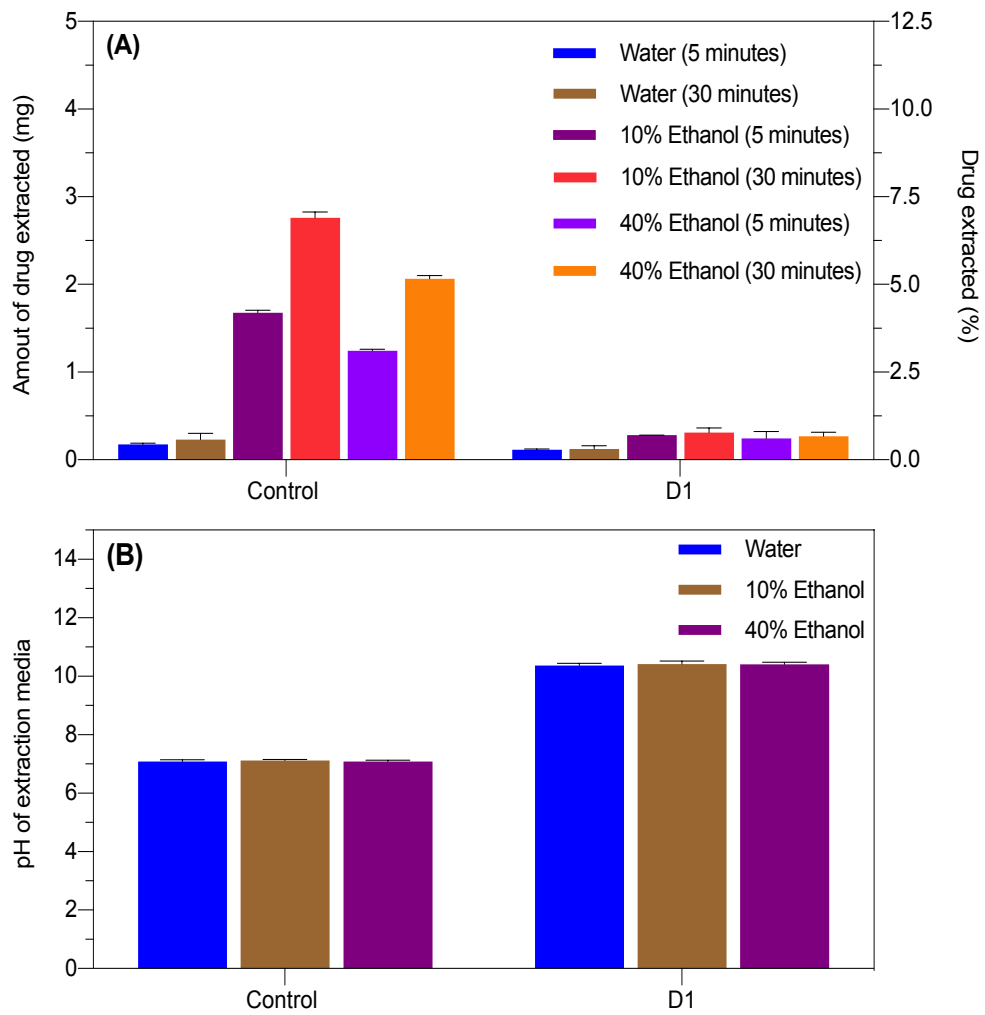 (A)
Amout of drug extracted (mg)
5
4
3
2
1
0
Water (5 minutes)
Water (30 minutes)
10% Ethanol (5 minutes)
10% Ethanol (30 minutes)
40% Ethanol (5 minutes)
40% Ethanol (30 minutes)
12.5
10.0
7.5
5.0
2.5
0.0
Drug extracted (%)
Control
D1
(B)
pH of extraction media
14
12
10
8
6
4
2
0
Water
10% Ethanol
40% Ethanol
Control
D1